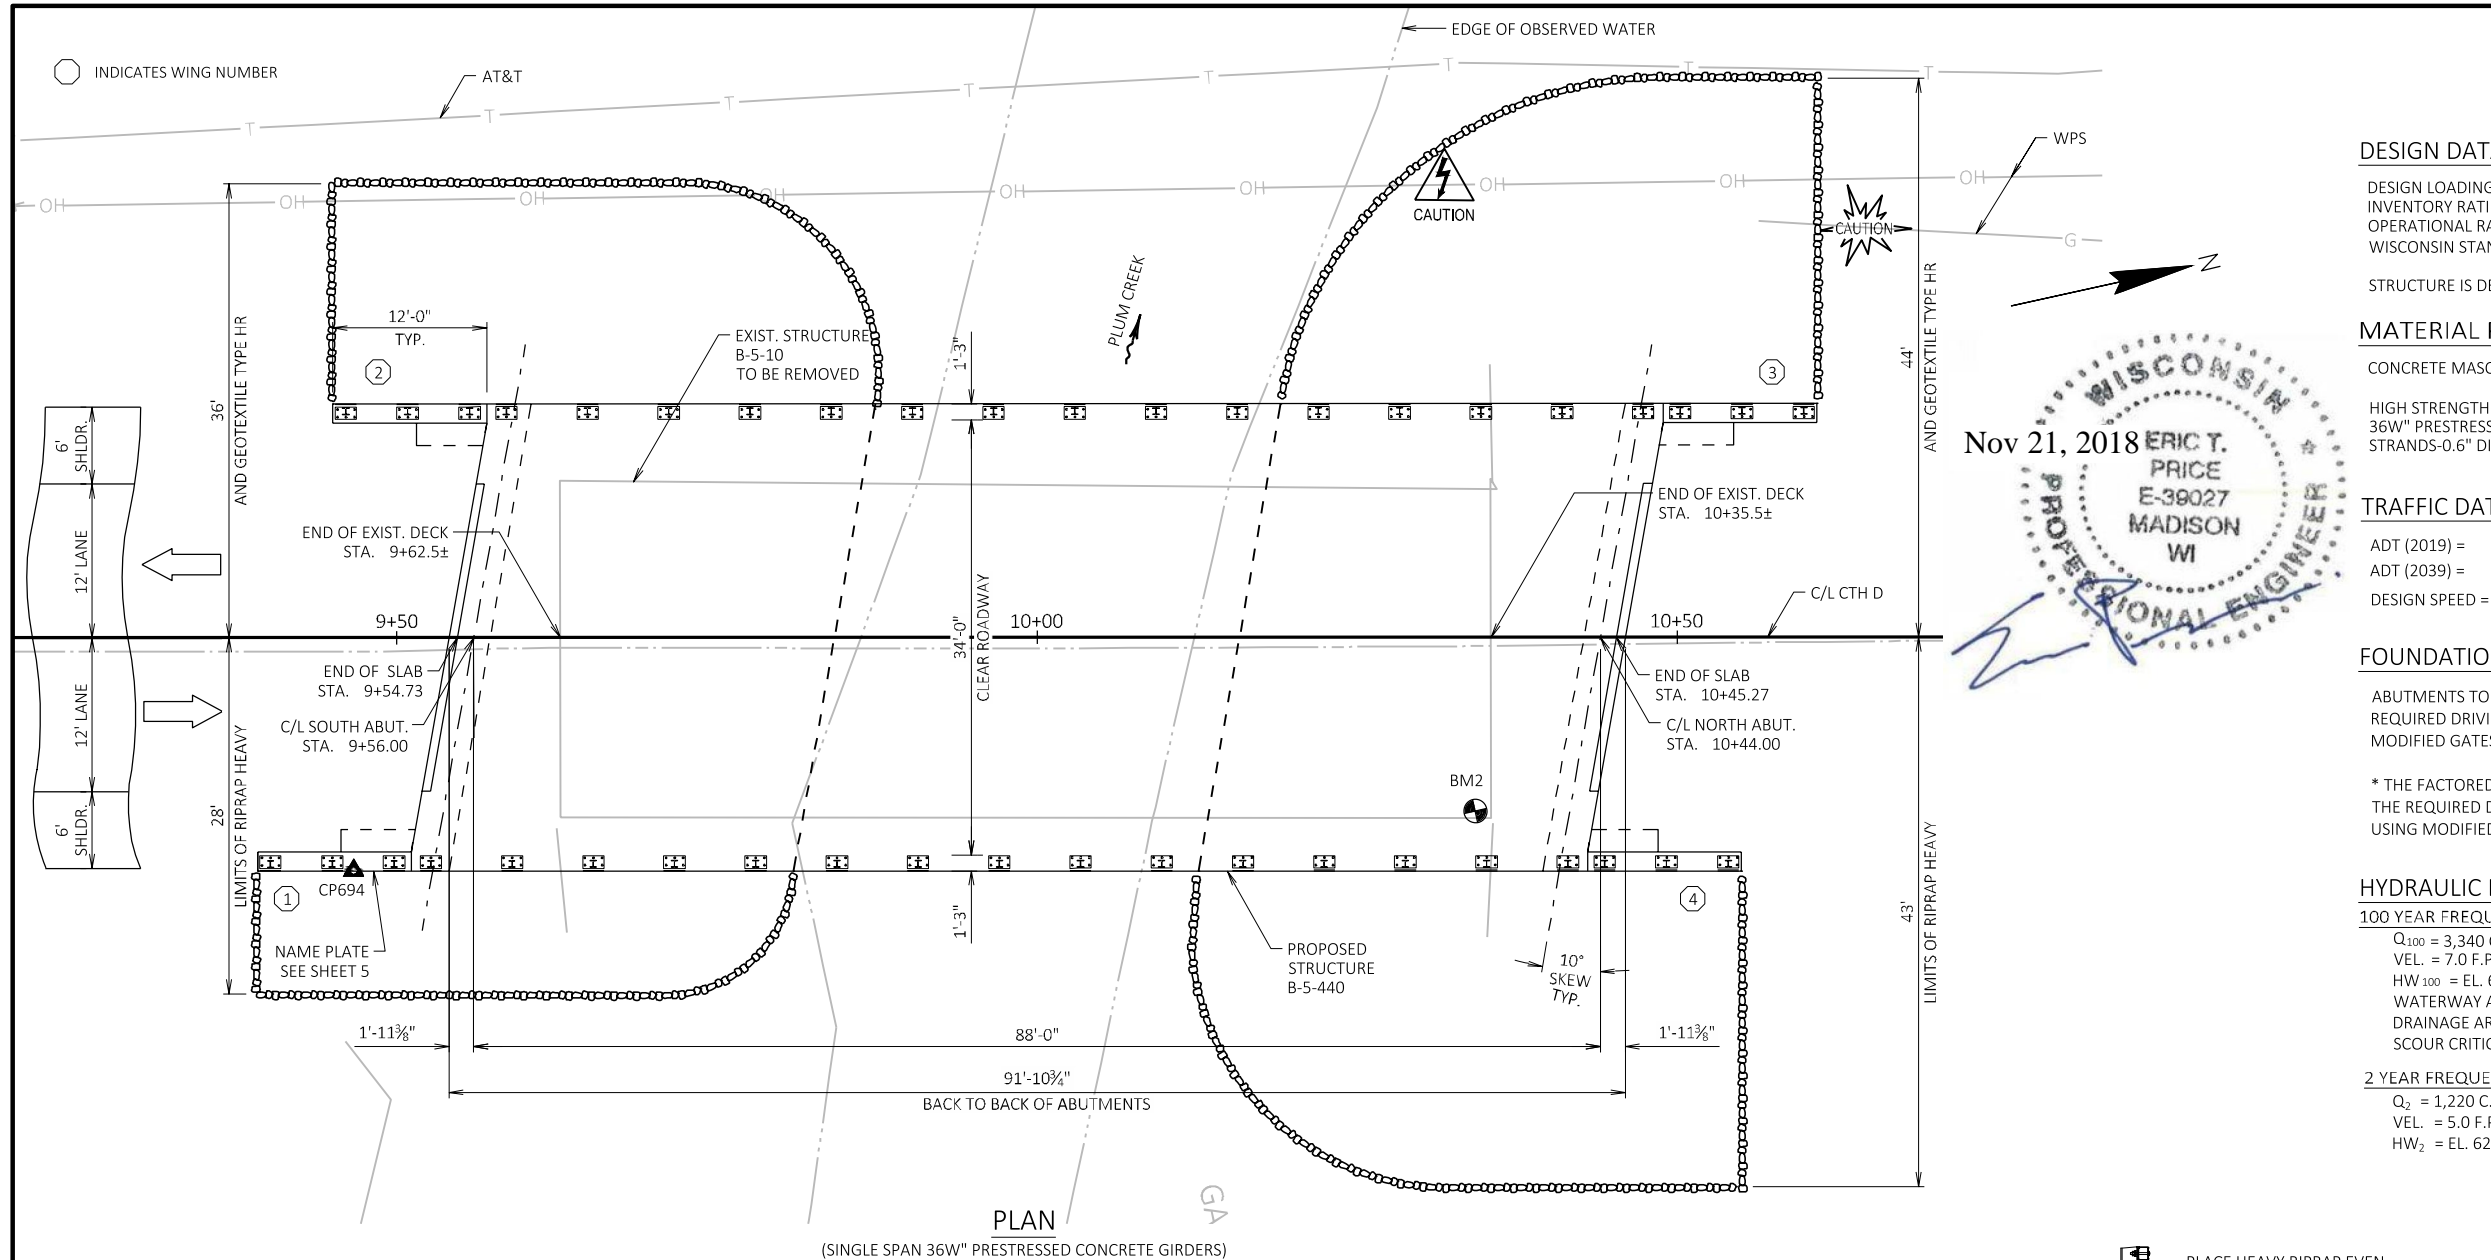 INDICATES WING NUMBER
AT&T
EDGE OF OBSERVED WATER
T
T
T
T
T
T
T
T
T
WPS
OH
OH
OH
OH
OH
OH
OH
OH
OH
G
CAUTION
CAUTION
N
12'-0"
TYP.
2
3
EXIST. STRUCTURE
B-5-10
TO BE REMOVED
PLUM CREEK
1'-3"
36'
AND GEOTEXTILE TYPE HR
44'
AND GEOTEXTILE TYPE HR
6'
SHLDR.
12' LANE
12' LANE
6'
SHLDR.
END OF EXIST. DECK
STA. 9+62.5±
END OF EXIST. DECK
STA. 10+35.5±
34'-0"
CLEAR ROADWAY
C/L CTH D
9+50
10+00
10+50
END OF SLAB
STA. 9+54.73
C/L SOUTH ABUT.
STA. 9+56.00
END OF SLAB
STA. 10+45.27
C/L NORTH ABUT.
STA. 10+44.00
BM2
28'
LIMITS OF RIPRAP HEAVY
43'
LIMITS OF RIPRAP HEAVY
1
CP694
4
NAME PLATE
SEE SHEET 5
1'-3"
PROPOSED
STRUCTURE
B-5-440
10°
SKEW
TYP.
1'-11⅜"
88'-0"
1'-11⅜"
91'-10¾"
BACK TO BACK OF ABUTMENTS
GA
PLAN
(SINGLE SPAN 36W" PRESTRESSED CONCRETE GIRDERS)
Nov 21, 2018
WISCONSIN
ERIC T.
PRICE
E-39027
MADISON
WI
PROFESSIONAL ENGINEER
DESIGN DAT
DESIGN LOADING
INVENTORY RATI
OPERATIONAL RA
WISCONSIN STAN
STRUCTURE IS DE
MATERIAL
CONCRETE MASO
HIGH STRENGTH
36W" PRESTRESS
STRANDS-0.6" DI
TRAFFIC DAT
ADT (2019) =
ADT (2039) =
DESIGN SPEED =
FOUNDATIO
ABUTMENTS TO
REQUIRED DRIVI
MODIFIED GATES
* THE FACTORED
THE REQUIRED D
USING MODIFIED
HYDRAULIC
100 YEAR FREQU
Q100 = 3,340
VEL. = 7.0 F.P
HW100 = EL. 6
WATERWAY A
DRAINAGE AR
SCOUR CRITIC
2 YEAR FREQUE
Q2 = 1,220 C.
VEL. = 5.0 F.P
HW2 = EL. 62